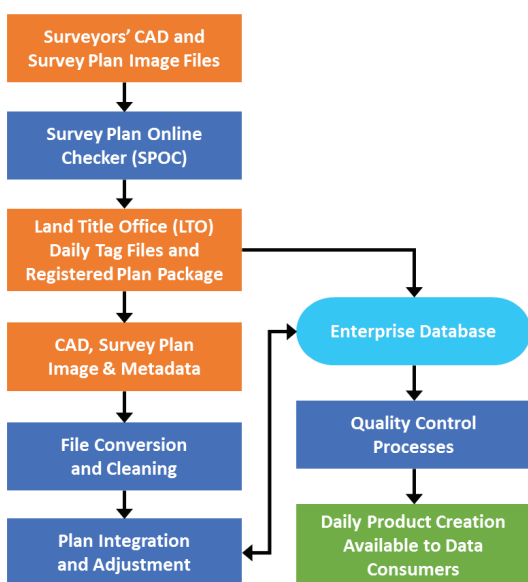 Surveyors’ CAD and
Survey Plan Image Files
Survey Plan Online
Checker (SPOC)
Land Title Office (LTO)
Daily Tag Files and
Registered Plan Package
CAD, Survey Plan
Image & Metadata
File Conversion
and Cleaning
Plan Integration
and Adjustment
Enterprise Database
Quality Control
Processes
Daily Product Creation
Available to Data
Consumers